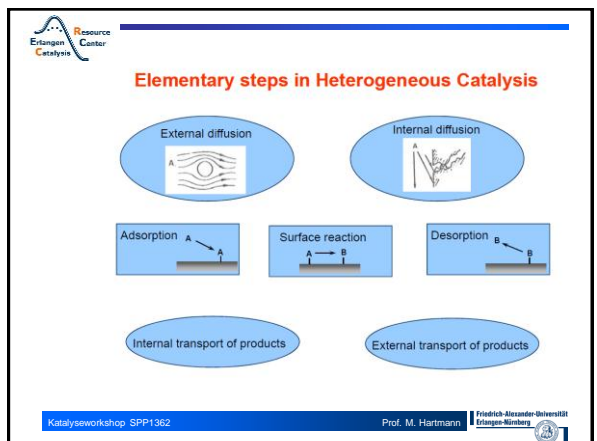 Resource
Erlangen Center
Catalysis
Elementary steps in Heterogeneous Catalysis
External diffusion
A
Internal diffusion
A
Adsorption A
A
Surface reaction
A B
Desorption
B
B
Internal transport of products
External transport of products
Katalyseworkshop SPP1362
Prof. M. Hartmann
Friedrich-Alexander-Universität
Erlangen-Nürnberg